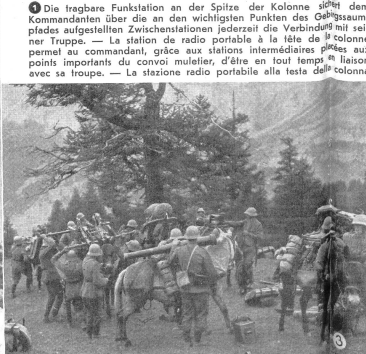 ❶ Die tragbare Funkstation an der Spitze der Kolonne sichert den
Kommandanten über die an den wichtigsten Punkten des Gebirgssaum-
pfades aufgestellten Zwischenstationen jederzeit die Verbindung mit sei-
ner Truppe. — La station de radio portable à la tête de la colonne
permet au commandant, grâce aux stations intermédiaires placées aux
points importants du convoi muletier, d'être en tout temps en liaison
avec sa troupe. — La stazione radio portabile alla testa della colonna
3